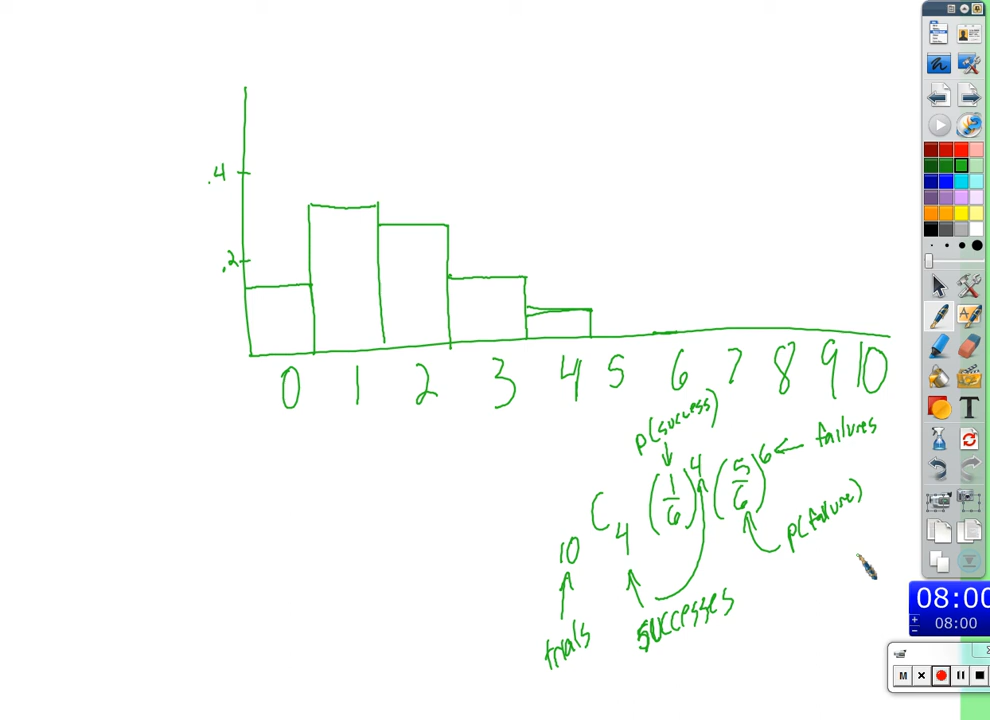 .4
.2
0 1 2 3 4 5 6 7 8 9 10
p(success)
10 C 4 (1/6)^4 (5/6)^6 ← failures
p(failure)
trials
successes
08:00
08:00
M